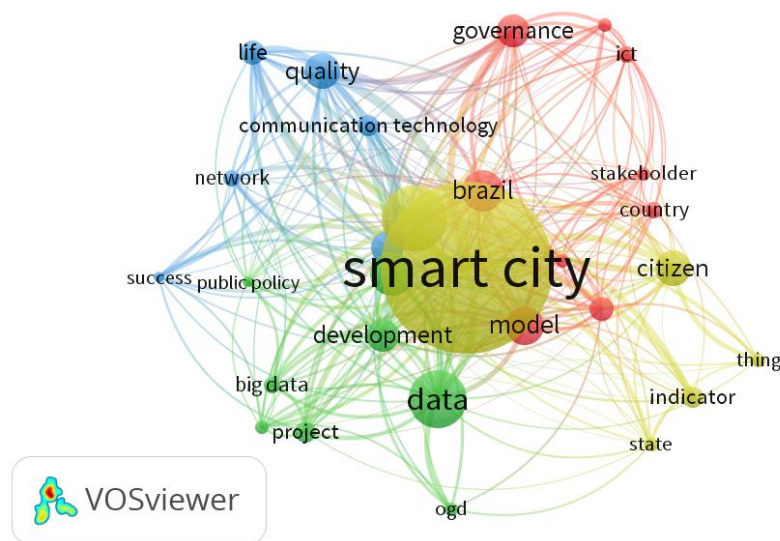 governance
life
ict
quality
communication technology
stakeholder
network
brazil
country
smart city
citizen
success
public policy
development
model
thing
big data
data
indicator
project
state
VOSviewer
ogd